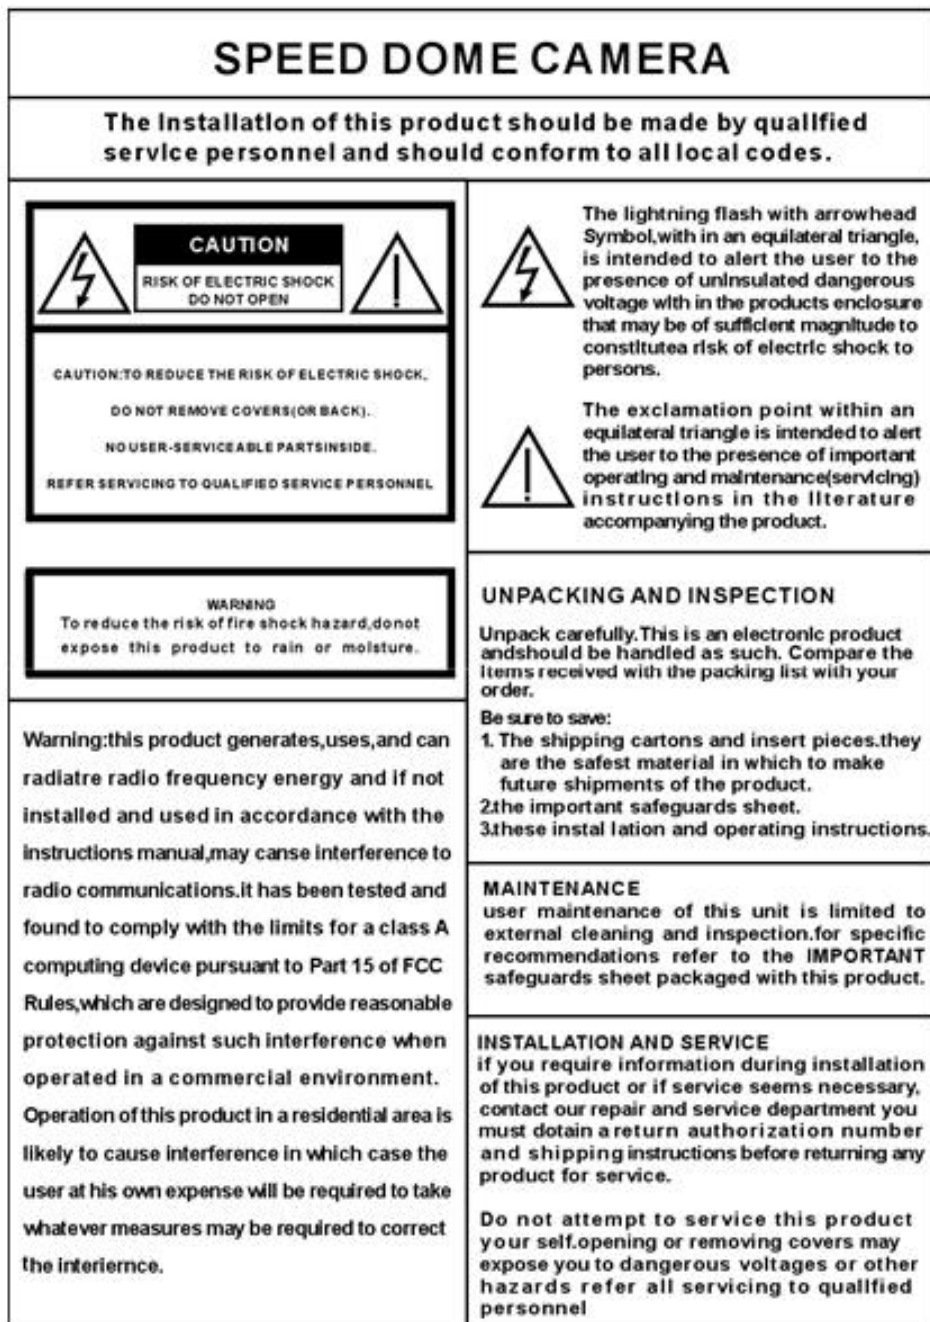 SPEED DOME CAMERA
The Installation of this product should be made by qualified
service personnel and should conform to all local codes.
CAUTION
RISK OF ELECTRIC SHOCK
DO NOT OPEN
CAUTION:TO REDUCE THE RISK OF ELECTRIC SHOCK,
DO NOT REMOVE COVERS(OR BACK).
NO USER-SERVICEABLE PARTSINSIDE.
REFER SERVICING TO QUALIFIED SERVICE PERSONNEL
WARNING
To reduce the risk of fire shock hazard,donot
expose this product to rain or moisture.
Warning:this product generates,uses,and can
radiatre radio frequency energy and if not
installed and used in accordance with the
instructions manual,may canse interference to
radio communications.it has been tested and
found to comply with the limits for a class A
computing device pursuant to Part 15 of FCC
Rules,which are designed to provide reasonable
protection against such interference when
operated in a commercial environment.
Operation of this product in a residential area is
likely to cause interference in which case the
user at his own expense will be required to take
whatever measures may be required to correct
the interiernce.
The lightning flash with arrowhead
Symbol,with in an equilateral triangle,
is intended to alert the user to the
presence of uninsulated dangerous
voltage with in the products enclosure
that may be of sufficient magnitude to
constitutea risk of electric shock to
persons.
The exclamation point within an
equilateral triangle is intended to alert
the user to the presence of important
operating and maintenance(servicing)
instructions in the literature
accompanying the product.
UNPACKING AND INSPECTION
Unpack carefully.This is an electronic product
andshould be handled as such. Compare the
Items received with the packing list with your
order.
Be sure to save:
1. The shipping cartons and insert pieces.they
are the safest material in which to make
future shipments of the product.
2.the important safeguards sheet.
3.these instal lation and operating instructions.
MAINTENANCE
user maintenance of this unit is limited to
external cleaning and inspection.for specific
recommendations refer to the IMPORTANT
safeguards sheet packaged with this product.
INSTALLATION AND SERVICE
if you require information during installation
of this product or if service seems necessary,
contact our repair and service department you
must dotain a return authorization number
and shipping instructions before returning any
product for service.
Do not attempt to service this product
your self.opening or removing covers may
expose you to dangerous voltages or other
hazards refer all servicing to qualified
personnel